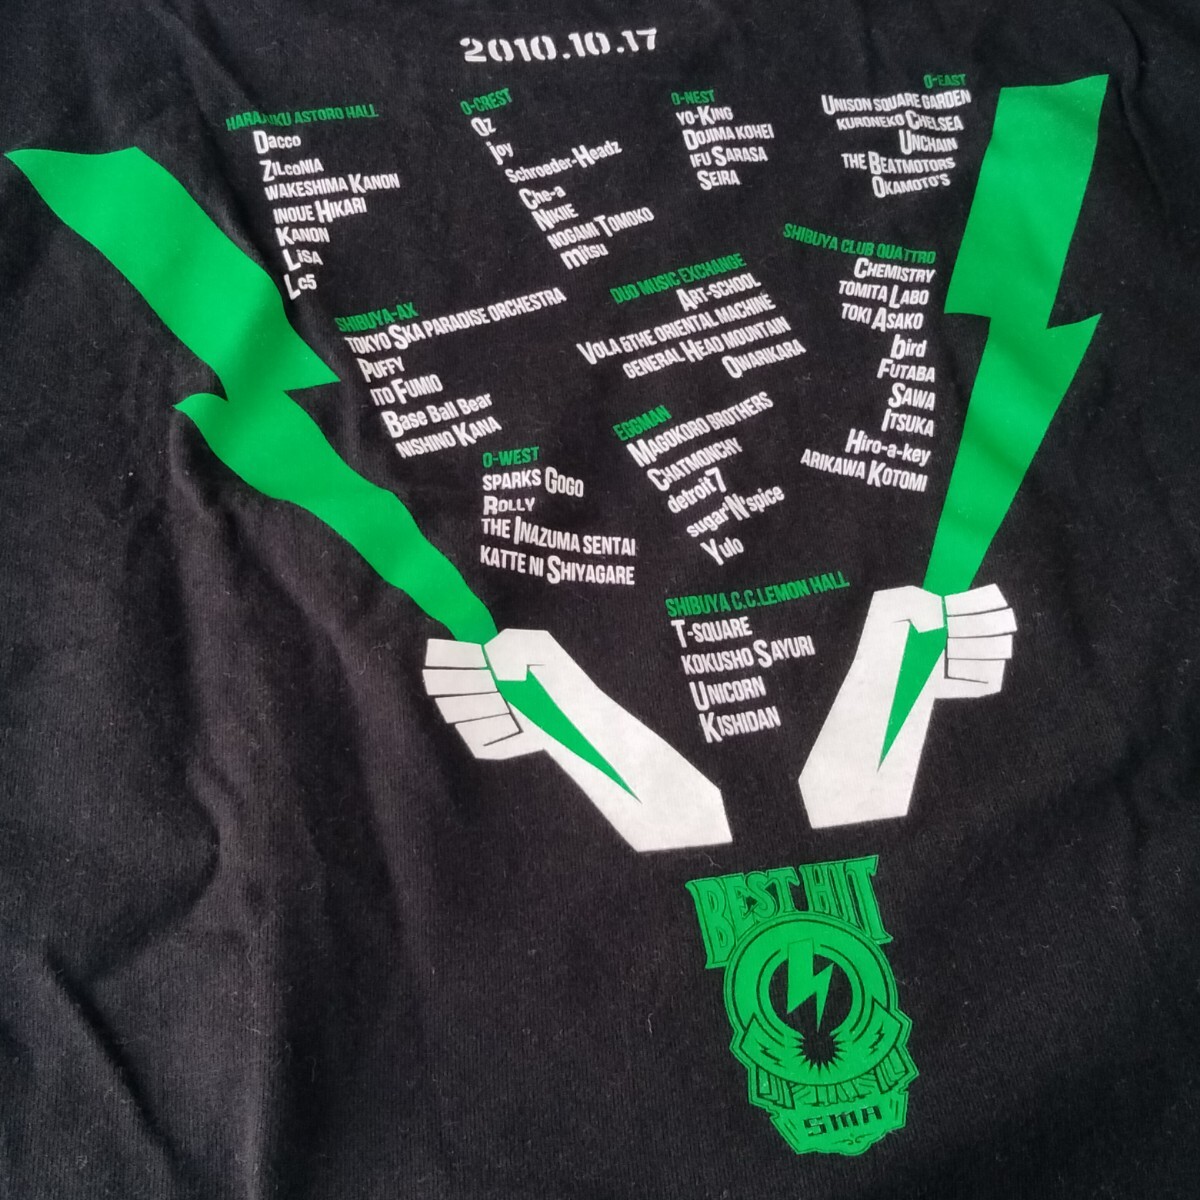 2010.10.17
HARAJUKU ASTORO HALL
Dacco
ZILCONIA
WAKESHIMA KANON
INOUE HIKARI
KANON
LiSA
Lc5
O-CREST
Oz
Joy
Schroeder-Headz
Che-a
NIKIIE
NOGAMI TOMOKO
mitsu
O-NEST
YO-KING
DOJIMA KOHEI
IFU SARASA
SEIRA
O-EAST
UNISON SQUARE GARDEN
KURONEKO CHELSEA
UNCHAIN
THE BEATMOTORS
OKAMOTO'S
SHIBUYA-AX
TOKYO SKA PARADISE ORCHESTRA
PUFFY
ITO FUMIO
Base Ball Bear
NISHINO KANA
DUO MUSIC EXCHANGE
ART-SCHOOL
VOLA & THE ORIENTAL MACHINE
GENERAL HEAD MOUNTAIN
OWARIKARA
SHIBUYA CLUB QUATTRO
CHEMISTRY
TOMITA LABO
TOKI ASAKO
bird
FUTABA
SAWA
ITSUKA
Hiro-a-key
ARIKAWA KOTOMI
O-WEST
SPARKS GOGO
ROLLY
THE INAZUMA SENTAI
KATTE NI SHIYAGARE
EGGMAN
MAGOKORO BROTHERS
CHATMONCHY
detroit7
sugar'N'spice
Yulo
SHIBUYA C.C.LEMON HALL
T-SQUARE
KOKUSHO SAYURI
UNICORN
KISHIDAN
BEST HIT
SMA